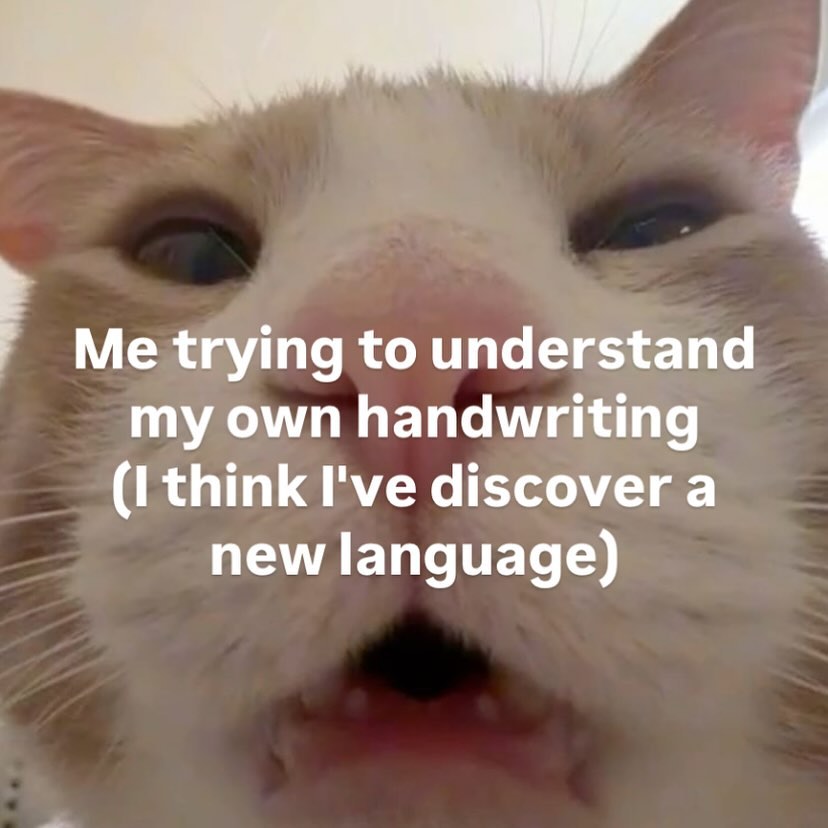 Me trying to understand
my own handwriting
(I think I've discover a
new language)